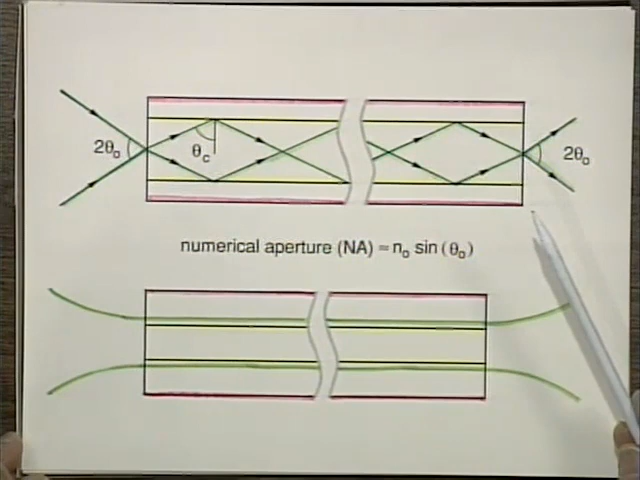 2θₒ
θc
2θₒ
numerical aperture (NA) = nₒ sin (θₒ)